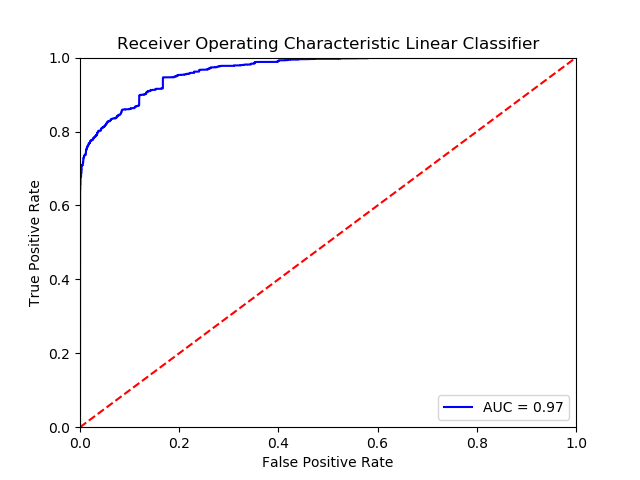 Receiver Operating Characteristic Linear Classifier
1.0
0.8
0.6
0.4
0.2
0.0
True Positive Rate
AUC = 0.97
0.0 0.2 0.4 0.6 0.8 1.0
False Positive Rate